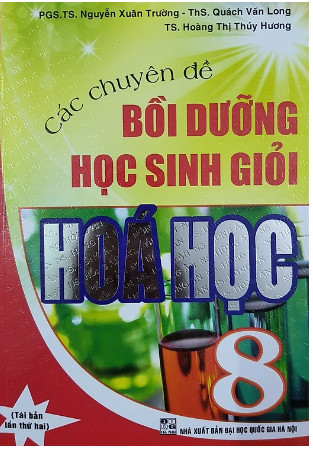 PGS.TS. Nguyễn Xuân Trường - ThS. Quách Văn Long
TS. Hoàng Thị Thúy Hương
các chuyên đề
BỒI DƯỠNG
HỌC SINH GIỎI
HOÁ HỌC
8
(Tái bản
lần thứ hai)
NHÀ XUẤT BẢN ĐẠI HỌC QUỐC GIA HÀ NỘI